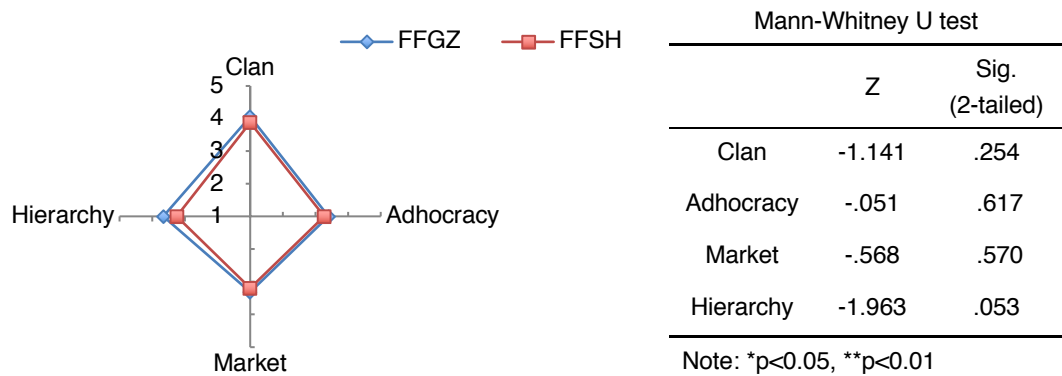 FFGZ FFSH
Clan
5
4
3
2
1
Hierarchy
Adhocracy
Market
Mann-Whitney U test
Z Sig. (2-tailed)
Clan -1.141 .254
Adhocracy -.051 .617
Market -.568 .570
Hierarchy -1.963 .053
Note: *p<0.05, **p<0.01